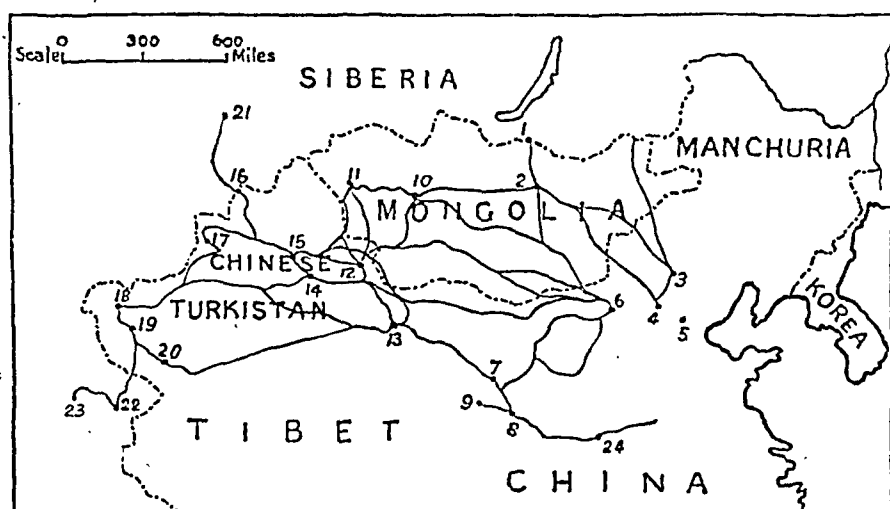 0 300 600
Scale Miles
SIBERIA
21
1
MANCHURIA
16
11
10
2
MONGOLIA
17
15
CHINESE
12
3
14
18
TURKISTAN
6
4
5
KOREA
19
13
20
7
23
22
9
8
TIBET
24
CHINA